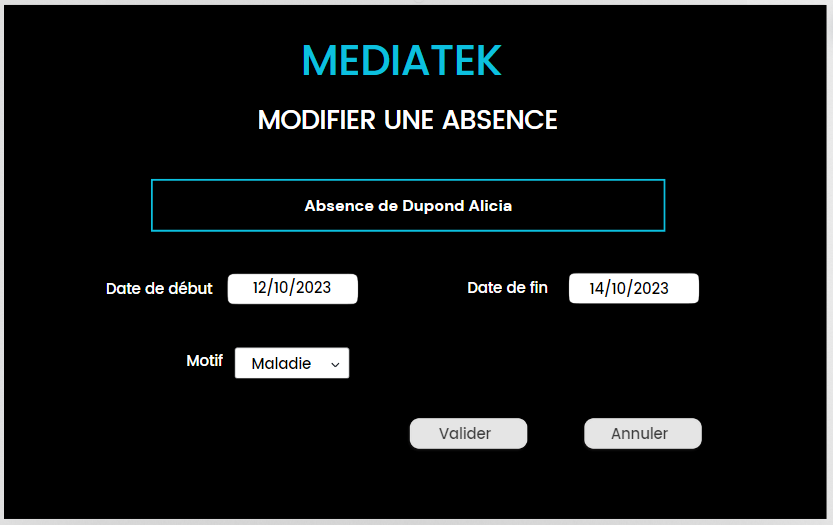 MEDIATEK
MODIFIER UNE ABSENCE
Absence de Dupond Alicia
Date de début 12/10/2023 Date de fin 14/10/2023
Motif Maladie
Valider Annuler